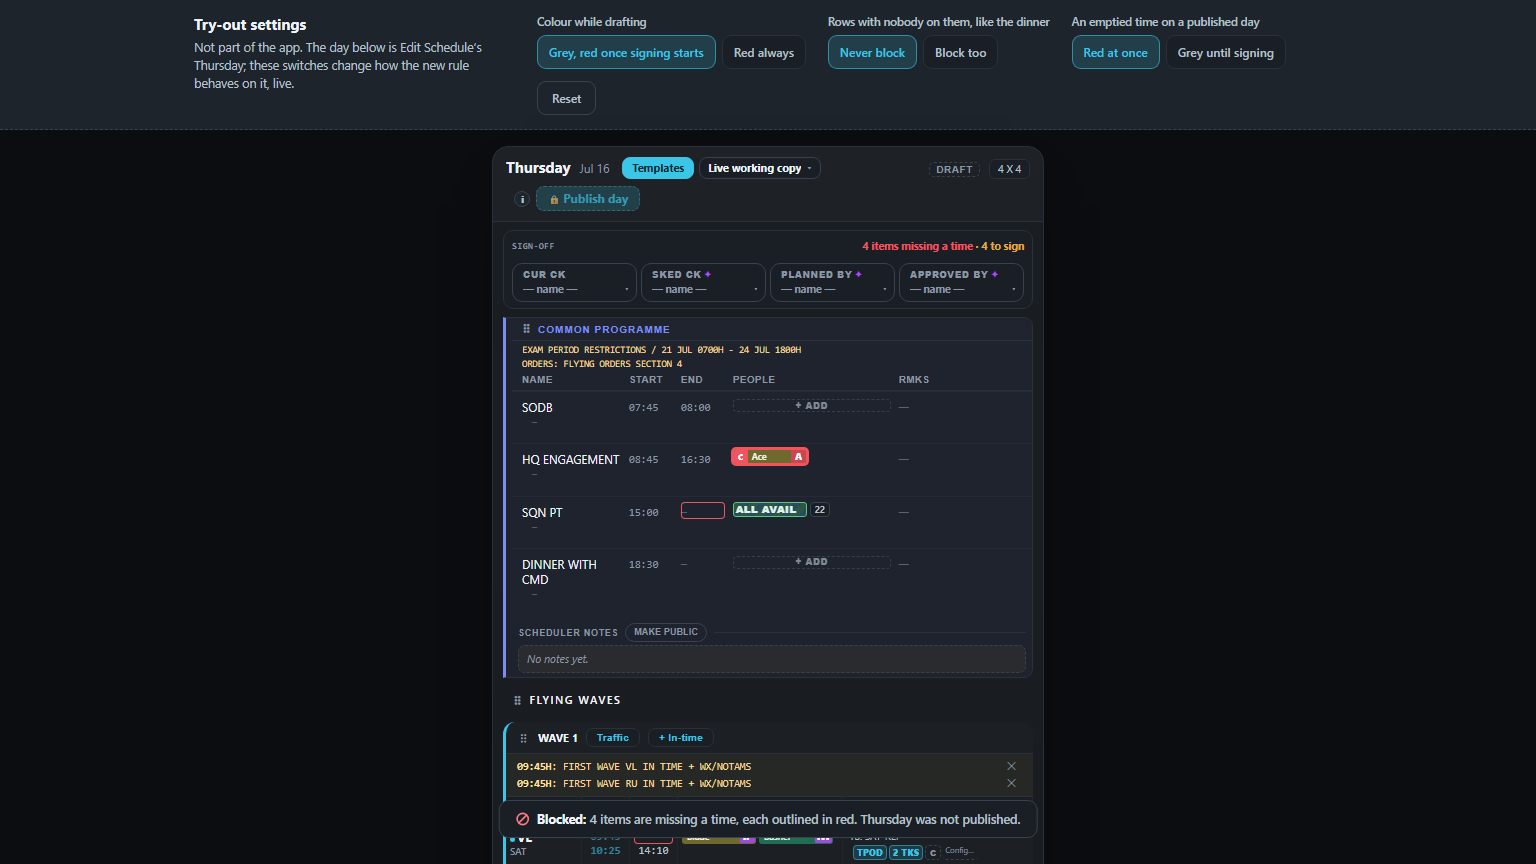 Try-out settings
Not part of the app. The day below is Edit Schedule's
Thursday; these switches change how the new rule
behaves on it, live.
Colour while drafting
Grey, red once signing starts
Red always
Rows with nobody on them, like the dinner
Never block
Block too
An emptied time on a published day
Red at once
Grey until signing
Reset
Thursday Jul 16 Templates Live working copy DRAFT 4 X 4
i Publish day
SIGN-OFF 4 items missing a time · 4 to sign
CUR CK SKED CK PLANNED BY APPROVED BY
— name — — name — — name — — name —
COMMON PROGRAMME
EXAM PERIOD RESTRICTIONS / 21 JUL 0700H - 24 JUL 1800H
ORDERS: FLYING ORDERS SECTION 4
NAME START END PEOPLE RMKS
SODB 07:45 08:00 + ADD —
—
HQ ENGAGEMENT 08:45 16:30 C Ace A —
—
SQN PT 15:00 — ALL AVAIL 22 —
—
DINNER WITH 18:30 — + ADD —
CMD
—
SCHEDULER NOTES MAKE PUBLIC
No notes yet.
FLYING WAVES
WAVE 1 Traffic + In-time
09:45H: FIRST WAVE VL IN TIME + WX/NOTAMS
09:45H: FIRST WAVE RU IN TIME + WX/NOTAMS
Blocked: 4 items are missing a time, each outlined in red. Thursday was not published.
VL
SAT 10:25 14:10 TPOD 2 TKS C Config...